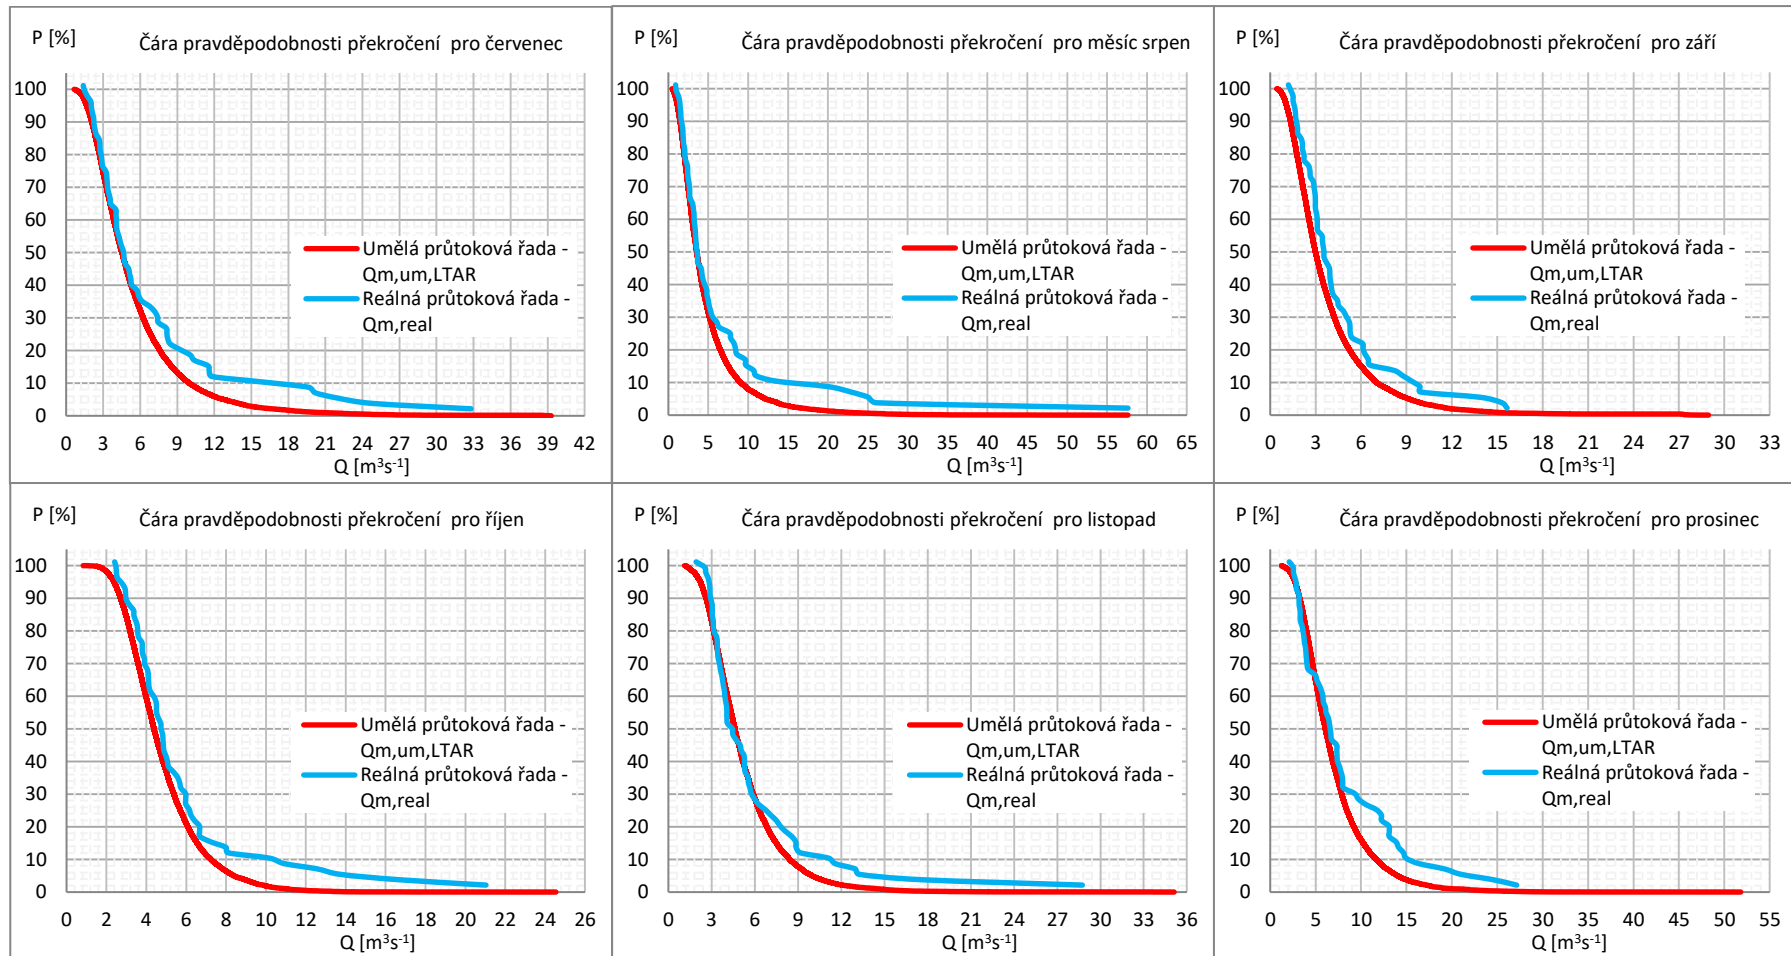 P [%] Čára pravděpodobnosti překročení pro červenec
100
90
80
70
60
50
40
30
20
10
0
Umělá průtoková řada -
Qm,um,LTAR
Reálná průtoková řada -
Qm,real
0 3 6 9 12 15 18 21 24 27 30 33 36 39 42
Q [m³s⁻¹]
P [%] Čára pravděpodobnosti překročení pro měsíc srpen
100
90
80
70
60
50
40
30
20
10
0
Umělá průtoková řada -
Qm,um,LTAR
Reálná průtoková řada -
Qm,real
0 5 10 15 20 25 30 35 40 45 50 55 60 65
Q [m³s⁻¹]
P [%] Čára pravděpodobnosti překročení pro září
100
90
80
70
60
50
40
30
20
10
0
Umělá průtoková řada -
Qm,um,LTAR
Reálná průtoková řada -
Qm,real
0 3 6 9 12 15 18 21 24 27 30 33
Q [m³s⁻¹]
P [%] Čára pravděpodobnosti překročení pro říjen
100
90
80
70
60
50
40
30
20
10
0
Umělá průtoková řada -
Qm,um,LTAR
Reálná průtoková řada -
Qm,real
0 2 4 6 8 10 12 14 16 18 20 22 24 26
Q [m³s⁻¹]
P [%] Čára pravděpodobnosti překročení pro listopad
100
90
80
70
60
50
40
30
20
10
0
Umělá průtoková řada -
Qm,um,LTAR
Reálná průtoková řada -
Qm,real
0 3 6 9 12 15 18 21 24 27 30 33 36
Q [m³s⁻¹]
P [%] Čára pravděpodobnosti překročení pro prosinec
100
90
80
70
60
50
40
30
20
10
0
Umělá průtoková řada -
Qm,um,LTAR
Reálná průtoková řada -
Qm,real
0 5 10 15 20 25 30 35 40 45 50 55
Q [m³s⁻¹]